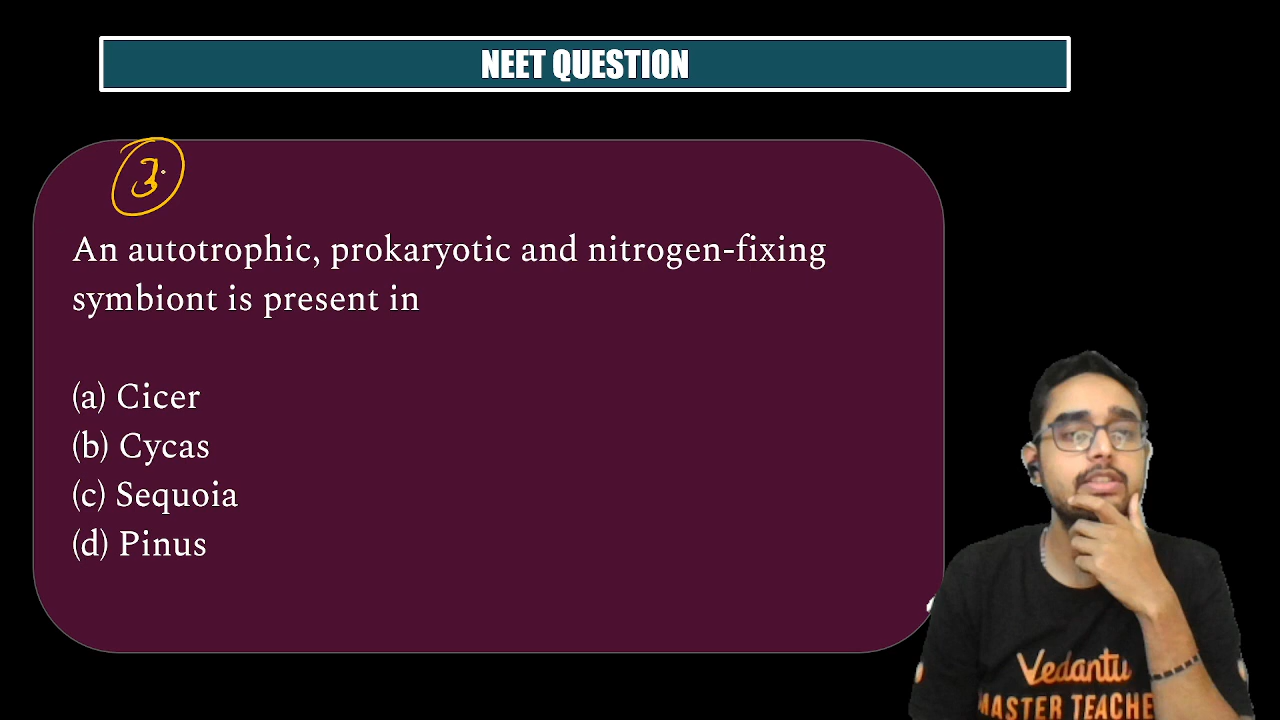 NEET QUESTION
3.
An autotrophic, prokaryotic and nitrogen-fixing
symbiont is present in
(a) Cicer
(b) Cycas
(c) Sequoia
(d) Pinus
Vedantu
MASTER TEACHE